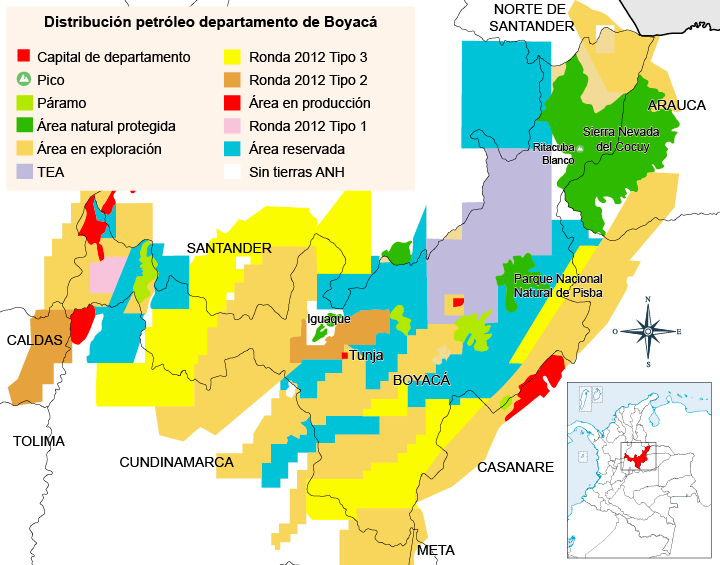 Distribución petróleo departamento de Boyacá
Capital de departamento
Pico
Páramo
Área natural protegida
Área en exploración
TEA
Ronda 2012 Tipo 3
Ronda 2012 Tipo 2
Área en producción
Ronda 2012 Tipo 1
Área reservada
Sin tierras ANH
NORTE DE
SANTANDER
ARAUCA
Sierra Nevada
del Cocuy
Ritacuba
Blanco
SANTANDER
Parque Nacional
Natural de Pisba
Iguaque
CALDAS
Tunja
BOYACÁ
TOLIMA
CUNDINAMARCA
CASANARE
META
N
O
E
S